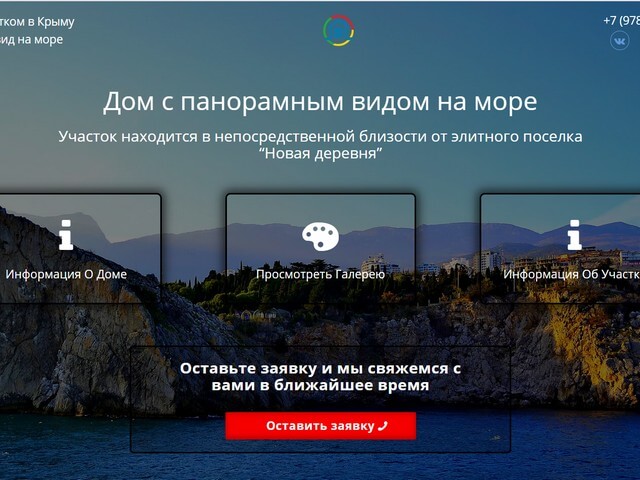 тком в Крыму
вид на море
+7 (978
Дом с панорамным видом на море
Участок находится в непосредственной близости от элитного поселка
“Новая деревня”
Информация О Доме
Просмотреть Галерею
Информация Об Участк
Оставьте заявку и мы свяжемся с
вами в ближайшее время
Оставить заявку